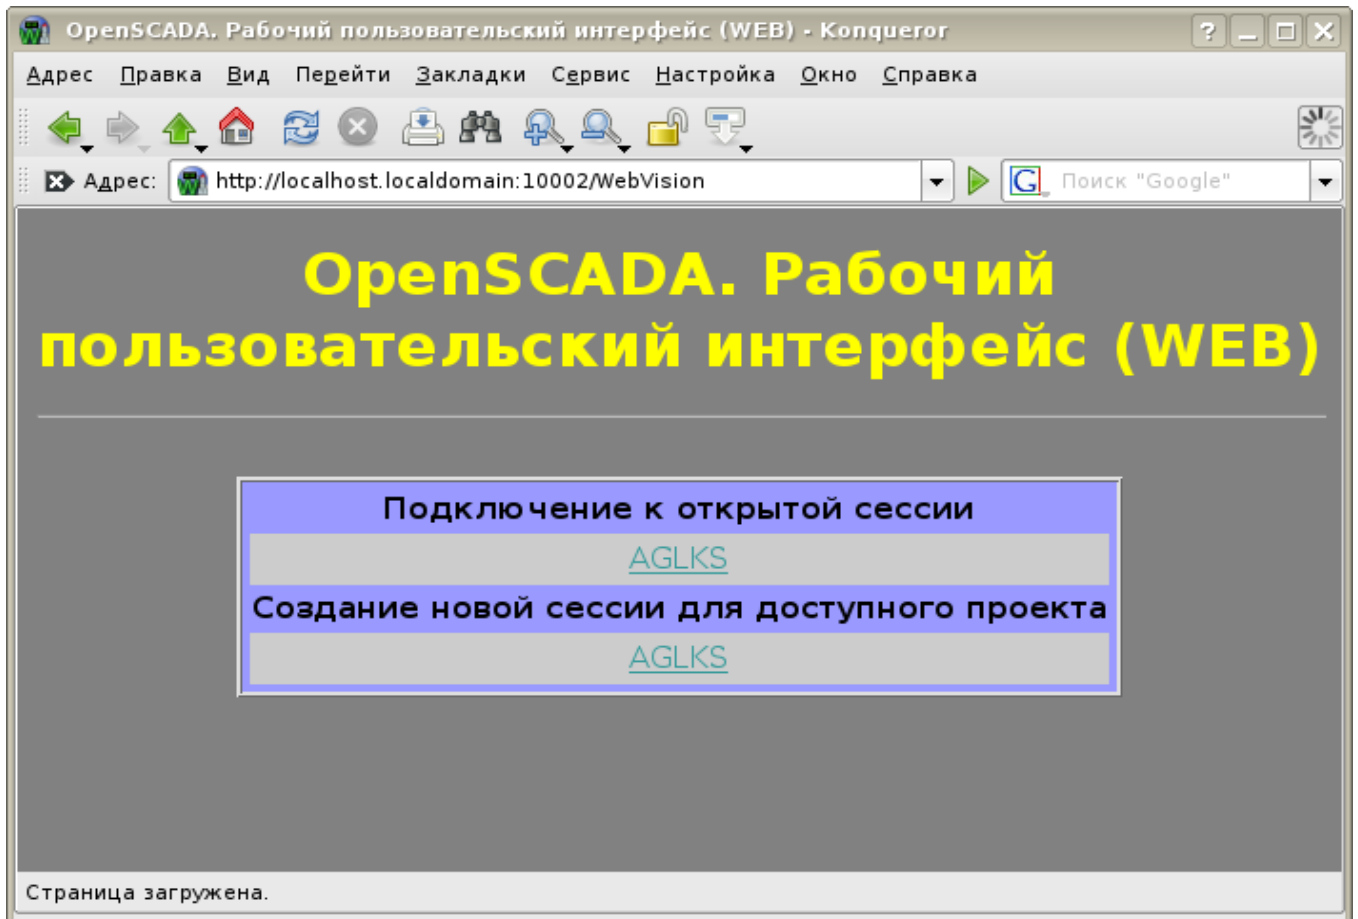 OpenSCADA. Рабочий пользовательский интерфейс (WEB) - Konqueror
Адрес Правка Вид Перейти Закладки Сервис Настройка Окно Справка
Адрес: http://localhost.localdomain:10002/WebVision G Поиск "Google"
OpenSCADA. Рабочий
пользовательский интерфейс (WEB)
Подключение к открытой сессии
AGLKS
Создание новой сессии для доступного проекта
AGLKS
Страница загружена.